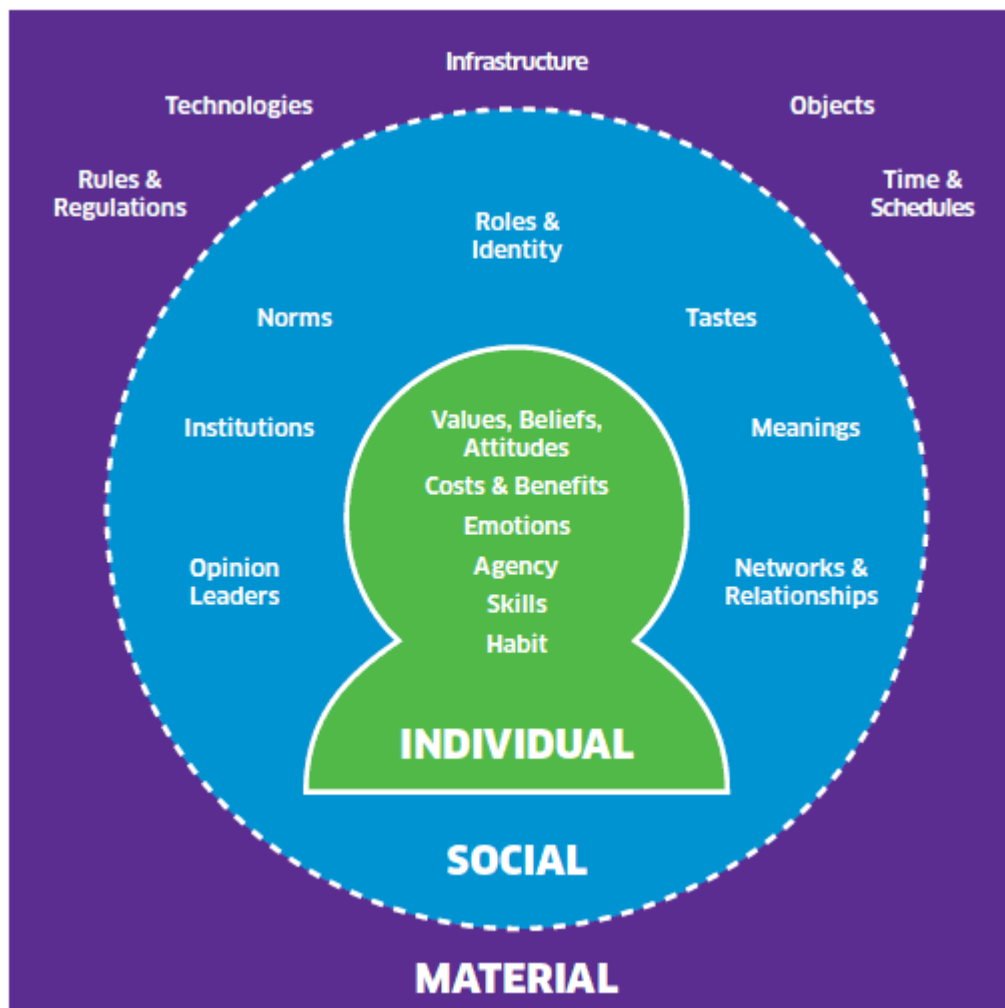 Infrastructure
Technologies
Objects
Rules &
Regulations
Time &
Schedules
Roles &
Identity
Norms
Tastes
Institutions
Meanings
Opinion
Leaders
Networks &
Relationships
Values, Beliefs,
Attitudes
Costs & Benefits
Emotions
Agency
Skills
Habit
INDIVIDUAL
SOCIAL
MATERIAL